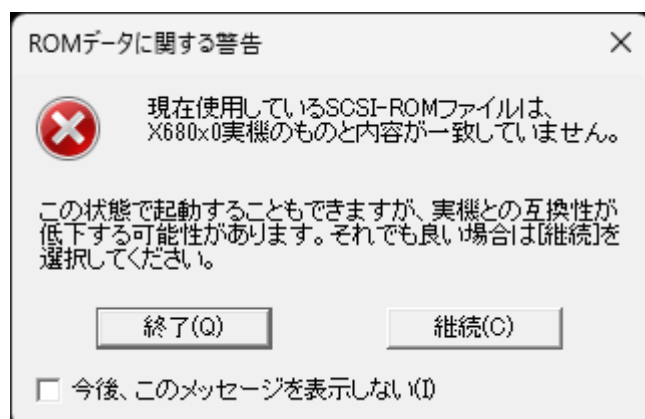 ROMデータに関する警告
現在使用しているSCSI-ROMファイルは、
X680x0実機のものと内容が一致していません。
この状態で起動することもできますが、実機との互換性が
低下する可能性があります。それでも良い場合は[継続]を
選択してください。
終了(Q)
継続(C)
今後、このメッセージを表示しない(I)